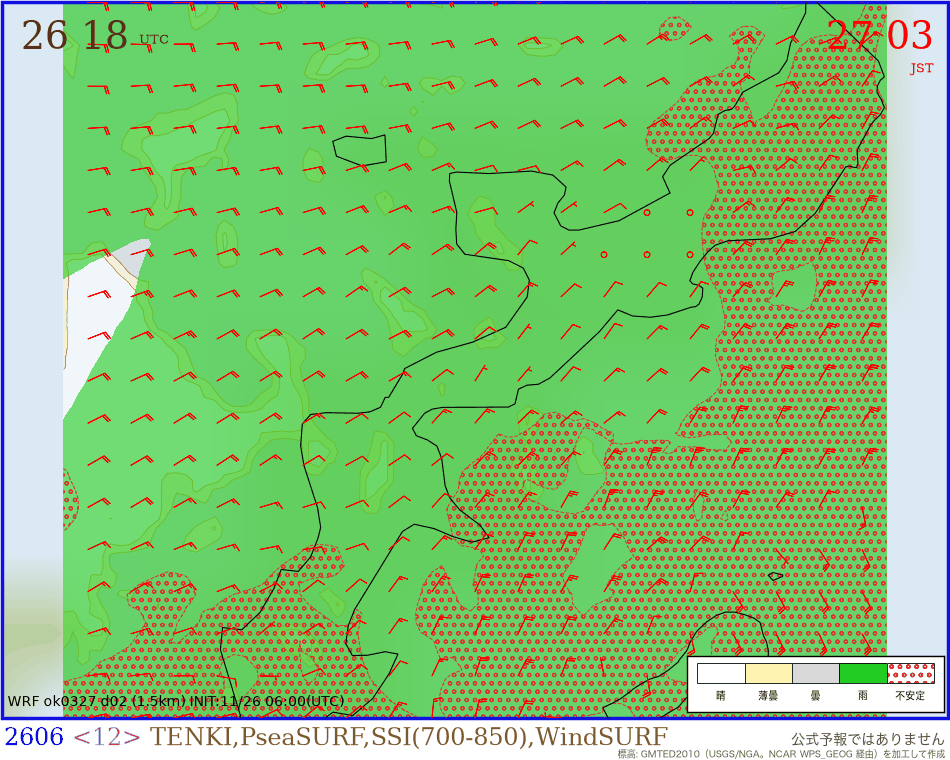 26 18 UTC 27 03
JST
WRF ok0327 d02 (1.5km) INIT:11/26 06:00(UTC)
晴 薄曇 曇 雨 不安定
2606 <12> TENKI,PseaSURF,SSI(700-850),WindSURF
公式予報ではありません
標高: GMTED2010（USGS/NGA。NCAR WPS_GEOG 経由）を加工して作成